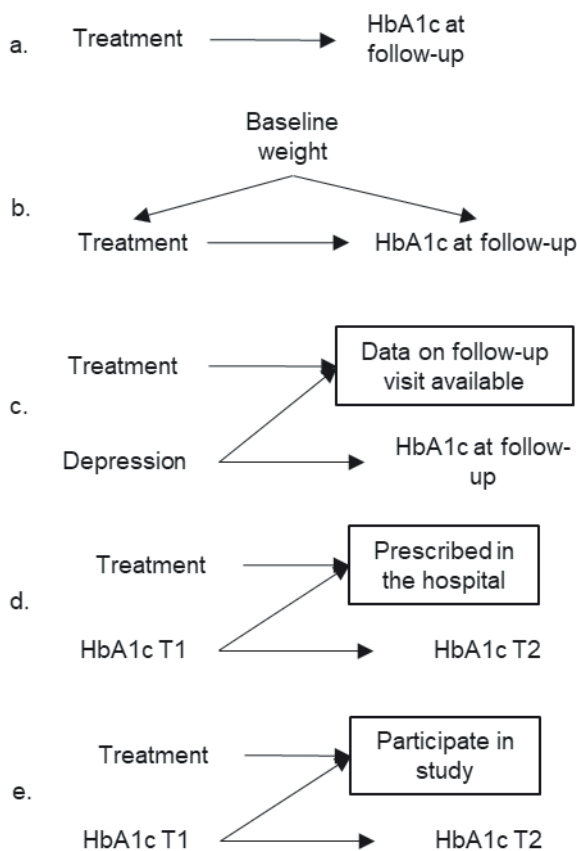 a.
Treatment
HbA1c at
follow-up
Baseline
weight
b.
Treatment
HbA1c at follow-up
c.
Treatment
Data on follow-up
visit available
Depression
HbA1c at follow-
up
d.
Treatment
Prescribed in
the hospital
HbA1c T1
HbA1c T2
e.
Treatment
Participate in
study
HbA1c T1
HbA1c T2